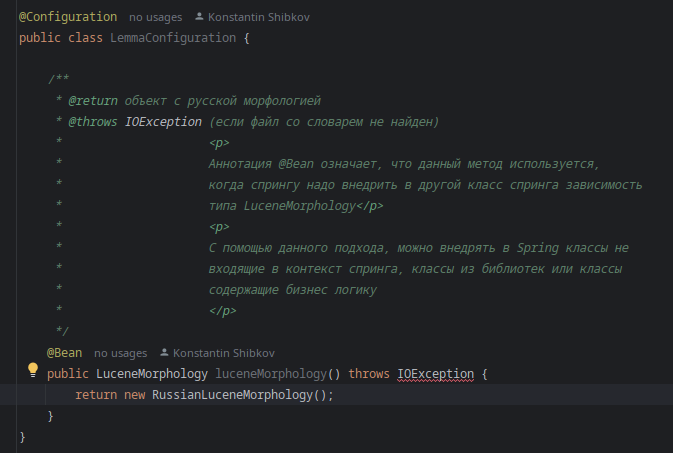 @Configuration no usages Konstantin Shibkov
public class LemmaConfiguration {
/**
* @return объект с русской морфологией
* @throws IOException (если файл со словарем не найден)
* <p>
* Аннотация @Bean означает, что данный метод используется,
* когда спрингу надо внедрить в другой класс спринга зависимость
* типа LuceneMorphology</p>
* <p>
* С помощью данного подхода, можно внедрять в Spring классы не
* входящие в контекст спринга, классы из библиотек или классы
* содержащие бизнес логику
* </p>
*/
@Bean no usages Konstantin Shibkov
public LuceneMorphology luceneMorphology() throws IOException {
return new RussianLuceneMorphology();
}
}